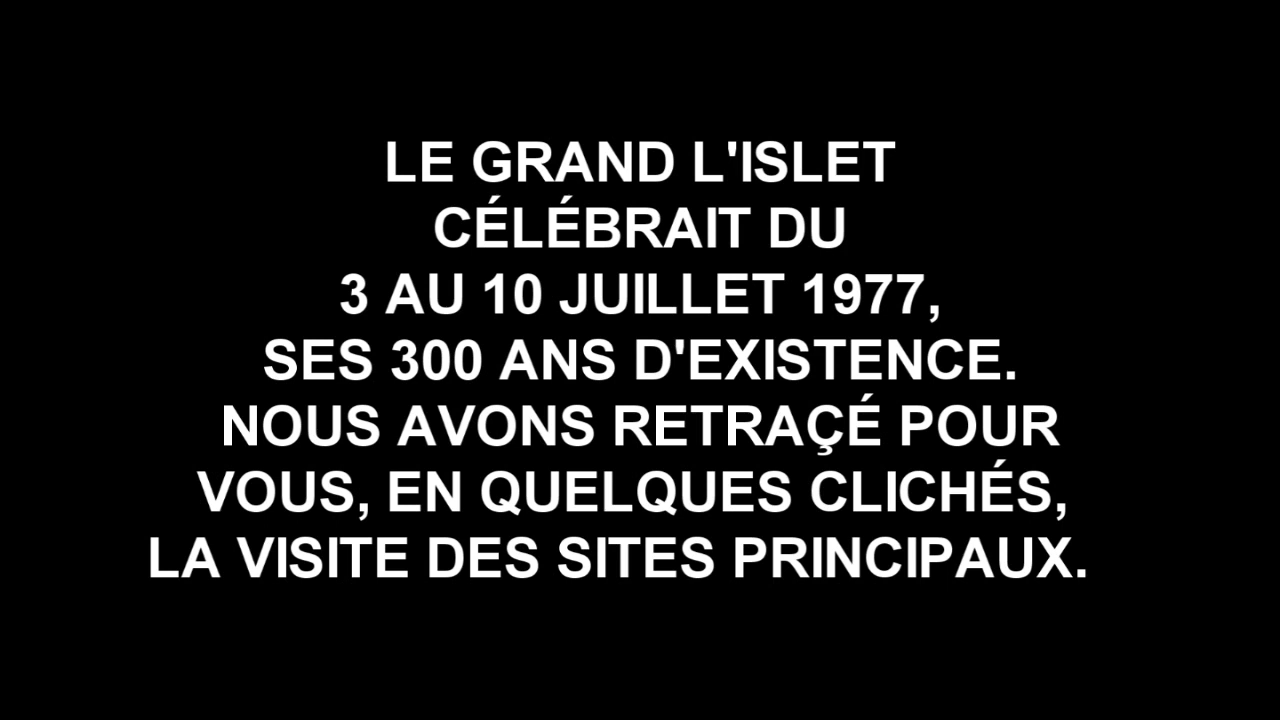 LE GRAND L'ISLET
CÉLÉBRAIT DU
3 AU 10 JUILLET 1977,
SES 300 ANS D'EXISTENCE.
NOUS AVONS RETRAÇÉ POUR
VOUS, EN QUELQUES CLICHÉS,
LA VISITE DES SITES PRINCIPAUX.